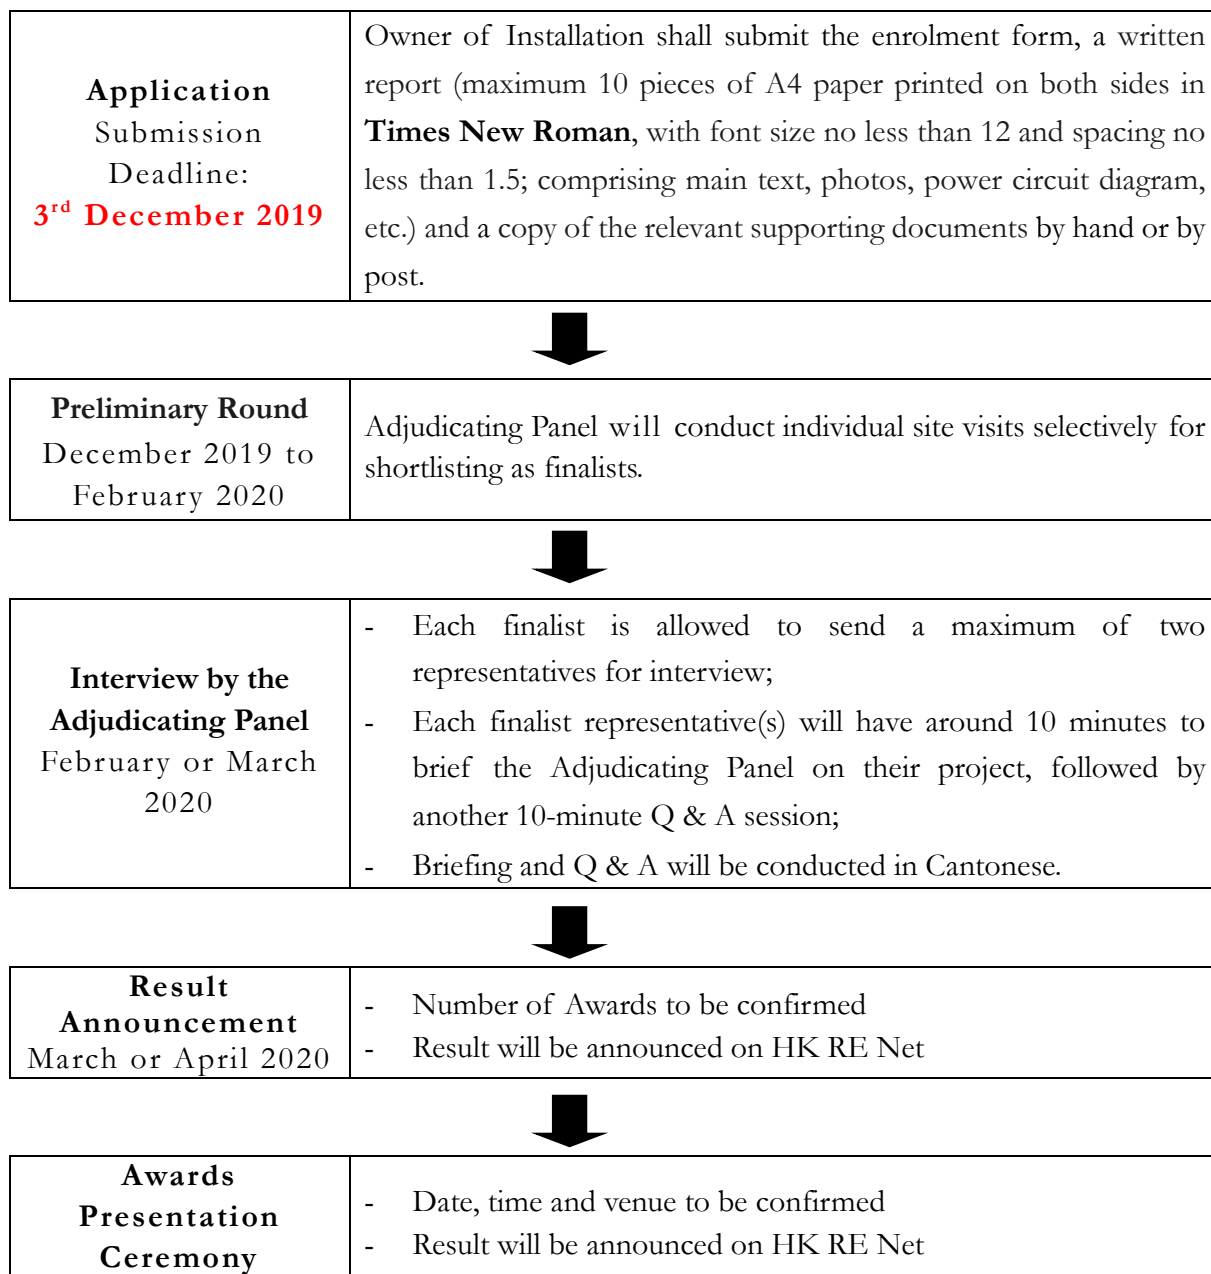 Application
Submission
Deadline:
3rd December 2019
Owner of Installation shall submit the enrolment form, a written
report (maximum 10 pieces of A4 paper printed on both sides in
Times New Roman, with font size no less than 12 and spacing no
less than 1.5; comprising main text, photos, power circuit diagram,
etc.) and a copy of the relevant supporting documents by hand or by
post.
Preliminary Round
December 2019 to
February 2020
Adjudicating Panel will conduct individual site visits selectively for
shortlisting as finalists.
Interview by the
Adjudicating Panel
February or March
2020
- Each finalist is allowed to send a maximum of two
representatives for interview;
- Each finalist representative(s) will have around 10 minutes to
brief the Adjudicating Panel on their project, followed by
another 10-minute Q & A session;
- Briefing and Q & A will be conducted in Cantonese.
Result
Announcement
March or April 2020
- Number of Awards to be confirmed
- Result will be announced on HK RE Net
Awards
Presentation
Ceremony
- Date, time and venue to be confirmed
- Result will be announced on HK RE Net